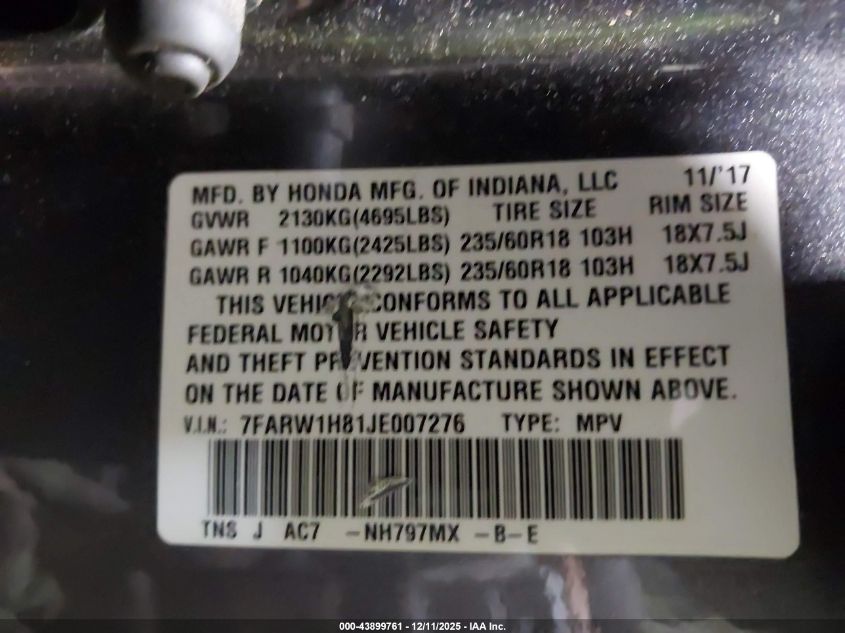 MFD. BY HONDA MFG. OF INDIANA, LLC 11/'17
GVWR 2130KG(4695LBS) TIRE SIZE RIM SIZE
GAWR F 1100KG(2425LBS) 235/60R18 103H 18X7.5J
GAWR R 1040KG(2292LBS) 235/60R18 103H 18X7.5J
THIS VEHICLE CONFORMS TO ALL APPLICABLE
FEDERAL MOTOR VEHICLE SAFETY
AND THEFT PREVENTION STANDARDS IN EFFECT
ON THE DATE OF MANUFACTURE SHOWN ABOVE.
V.I.N.: 7FARW1H81JE007276 TYPE: MPV
TNS J AC7 -NH797MX -B-E
000-43899761 - 12/11/2025 - IAA Inc.